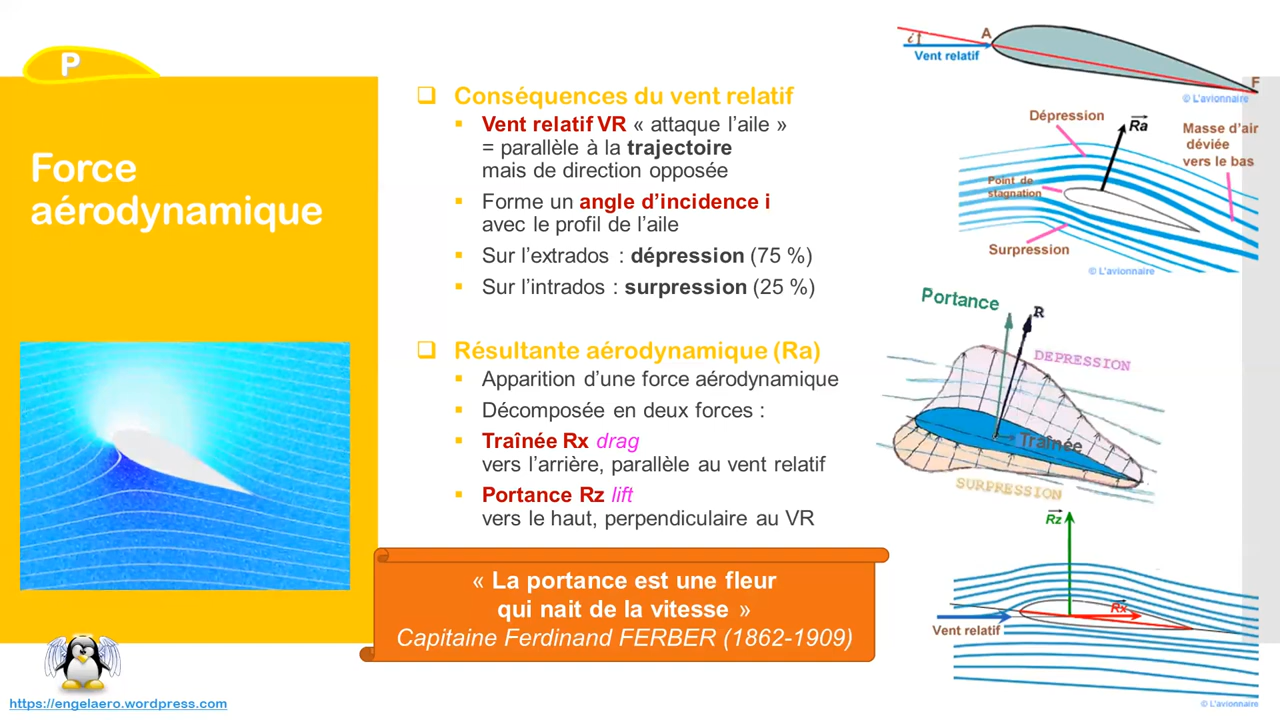 P
Force
aérodynamique
Conséquences du vent relatif
Vent relatif VR « attaque l’aile »
= parallèle à la trajectoire
mais de direction opposée
Forme un angle d’incidence i
avec le profil de l’aile
Sur l’extrados : dépression (75 %)
Sur l’intrados : surpression (25 %)
Résultante aérodynamique (Ra)
Apparition d’une force aérodynamique
Décomposée en deux forces :
Traînée Rx drag
vers l’arrière, parallèle au vent relatif
Portance Rz lift
vers le haut, perpendiculaire au VR
« La portance est une fleur
qui nait de la vitesse »
Capitaine Ferdinand FERBER (1862-1909)
https://engelaero.wordpress.com
i
A
Vent relatif
F
© L'avionnaire
Dépression
Ra
Masse d'air
déviée
vers le bas
Point de
stagnation
Surpression
© L'avionnaire
Portance
R
DEPRESSION
Traînée
SURPRESSION
Rz
Rx
Vent relatif
© L'avionnaire